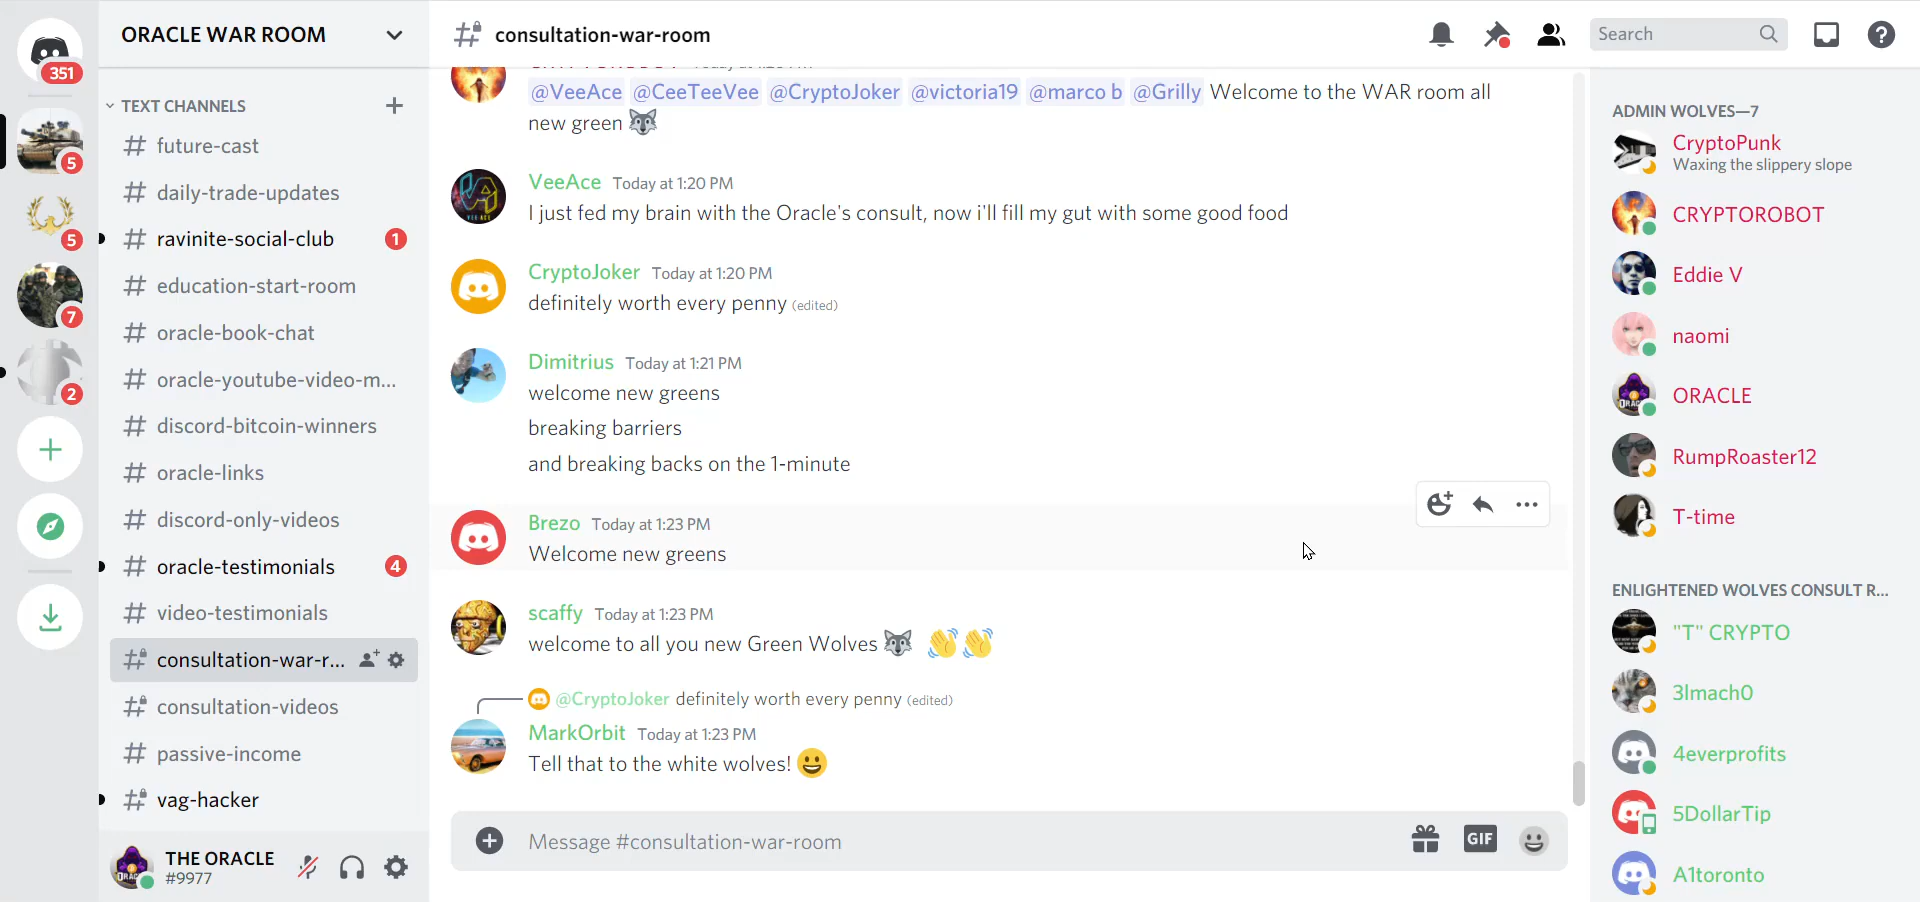 351
5
5
7
2
ORACLE WAR ROOM
TEXT CHANNELS
# future-cast
# daily-trade-updates
# ravinite-social-club 1
# education-start-room
# oracle-book-chat
# oracle-youtube-video-m...
# discord-bitcoin-winners
# oracle-links
# discord-only-videos
# oracle-testimonials 4
# video-testimonials
# consultation-war-r...
# consultation-videos
# passive-income
# vag-hacker
THE ORACLE
#9977
# consultation-war-room
Search
@VeeAce @CeeTeeVee @CryptoJoker @victoria19 @marco b @Grilly Welcome to the WAR room all
new green 🐺
VeeAce Today at 1:20 PM
I just fed my brain with the Oracle's consult, now i'll fill my gut with some good food
CryptoJoker Today at 1:20 PM
definitely worth every penny (edited)
Dimitrius Today at 1:21 PM
welcome new greens
breaking barriers
and breaking backs on the 1-minute
Brezo Today at 1:23 PM
Welcome new greens
scaffy Today at 1:23 PM
welcome to all you new Green Wolves 🐺 👋👋
@CryptoJoker definitely worth every penny (edited)
MarkOrbit Today at 1:23 PM
Tell that to the white wolves! 😀
Message #consultation-war-room
GIF
ADMIN WOLVES—7
CryptoPunk
Waxing the slippery slope
CRYPTOROBOT
Eddie V
naomi
ORACLE
RumpRoaster12
T-time
ENLIGHTENED WOLVES CONSULT R...
"T" CRYPTO
3lmach0
4everprofits
5DollarTip
A1toronto